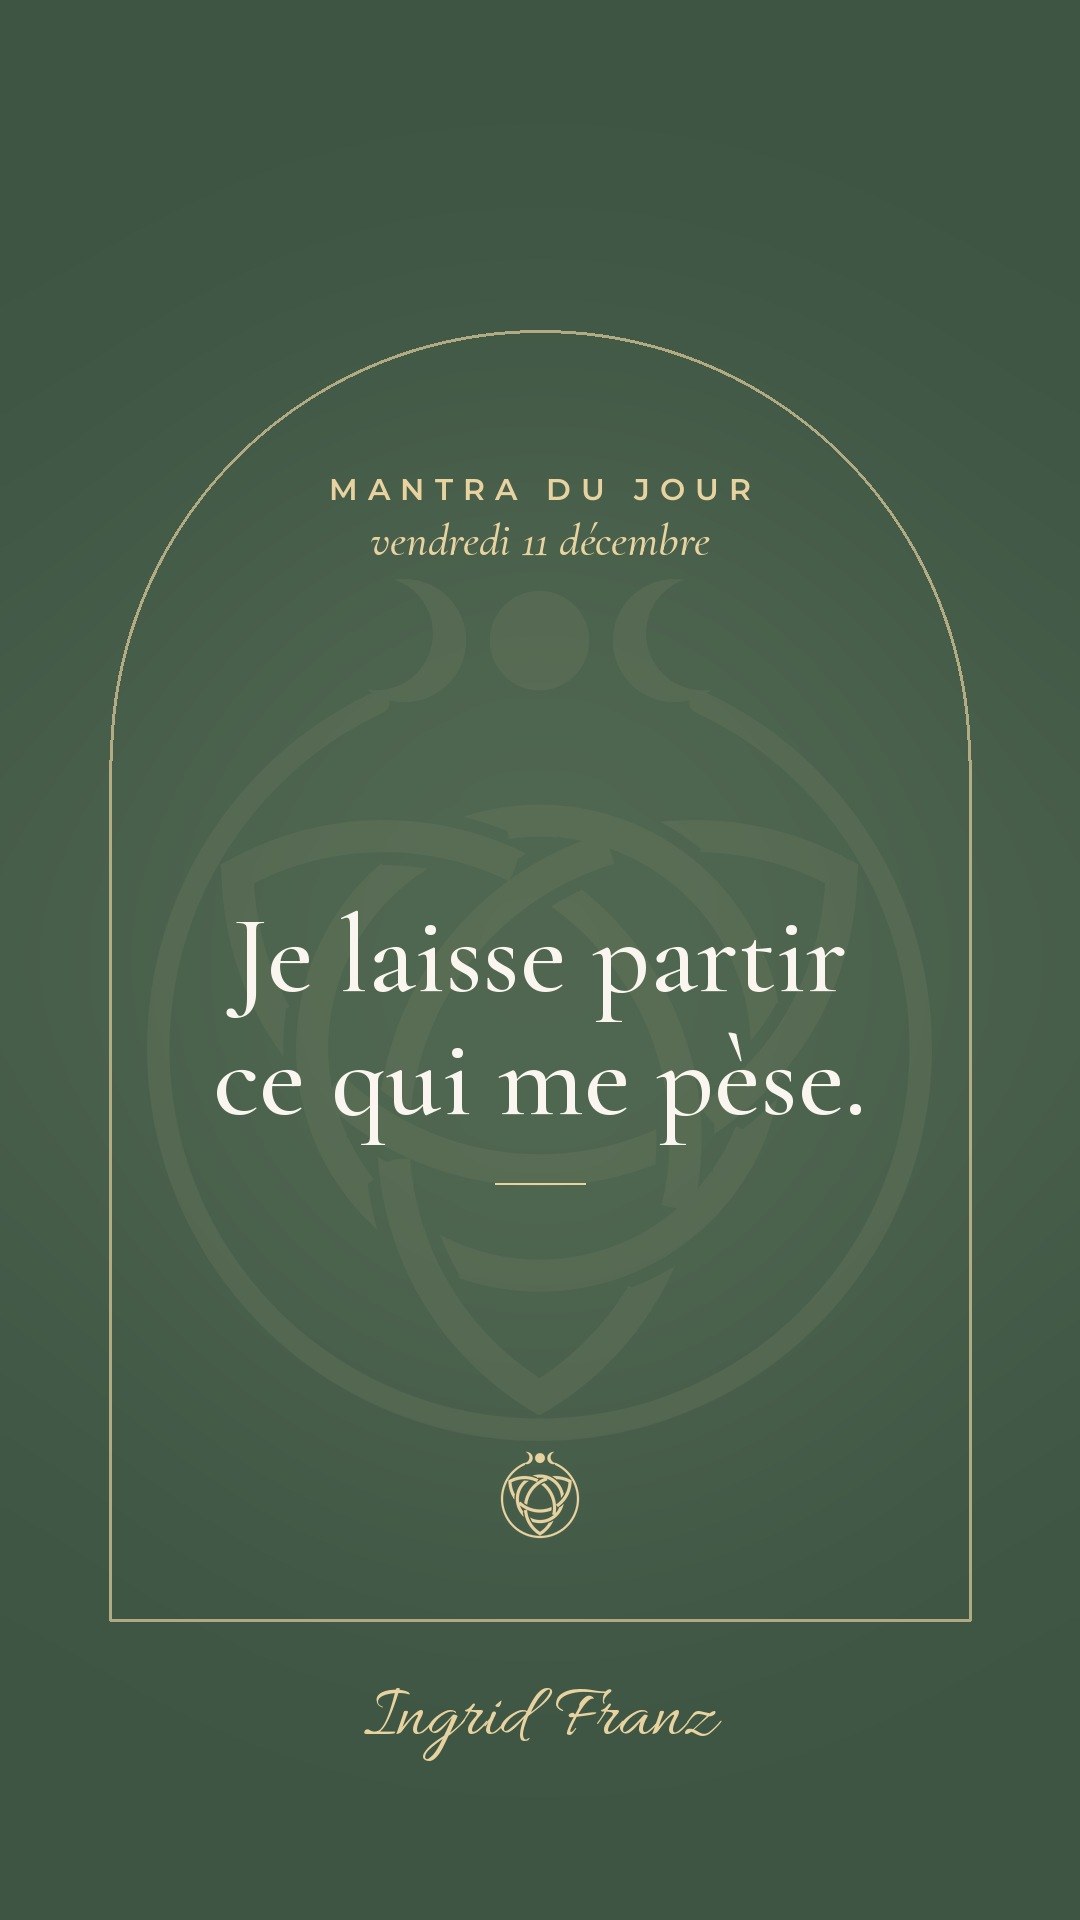 MANTRA DU JOUR
vendredi 11 décembre
Je laisse partir
ce qui me pèse.
Ingrid Franz